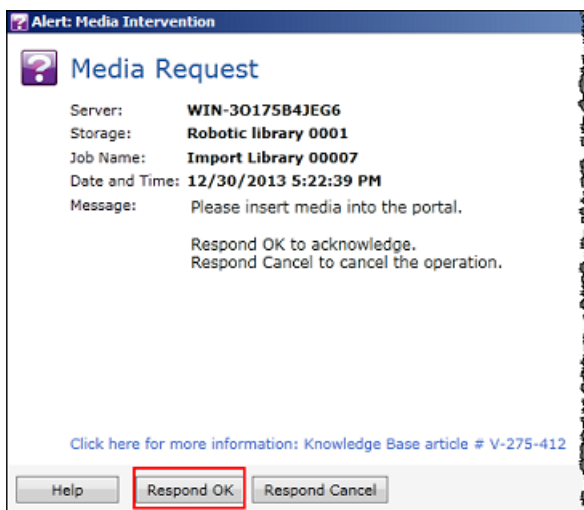 Alert: Media Intervention
Media Request
Server: WIN-3O175B4JEG6
Storage: Robotic library 0001
Job Name: Import Library 00007
Date and Time: 12/30/2013 5:22:39 PM
Message: Please insert media into the portal.
Respond OK to acknowledge.
Respond Cancel to cancel the operation.
Click here for more information: Knowledge Base article # V-275-412
Help Respond OK Respond Cancel